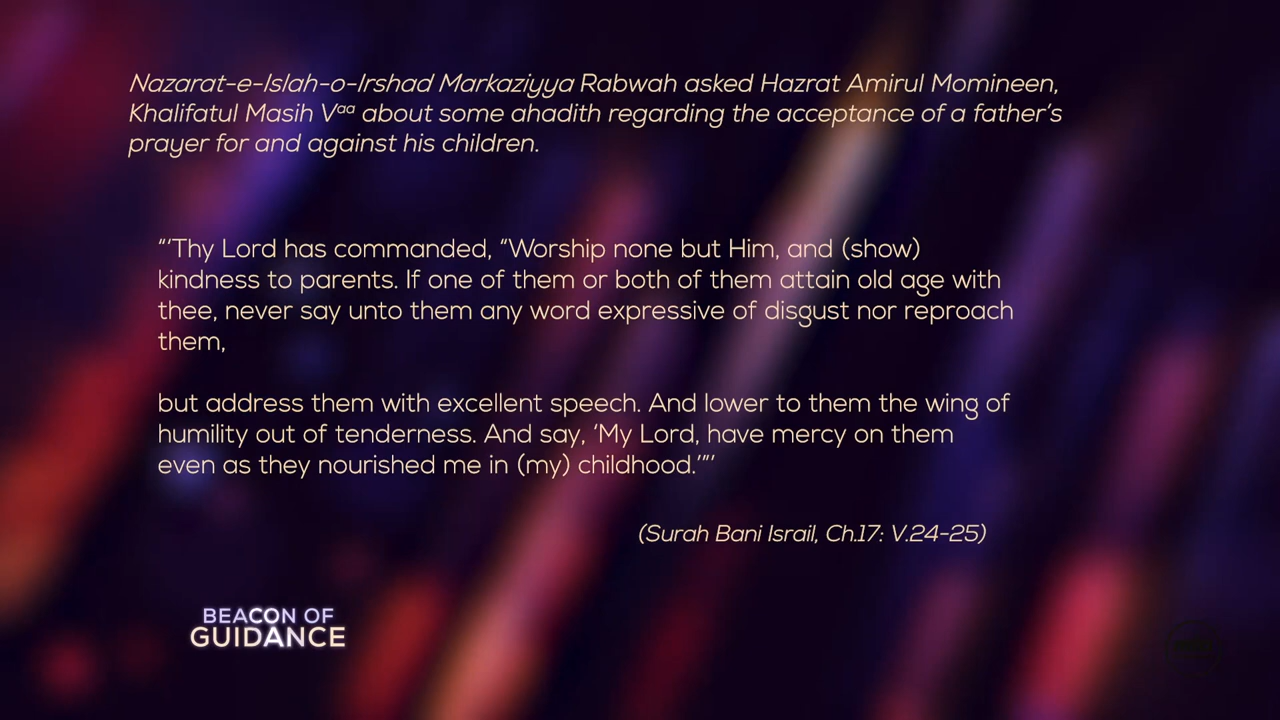 Nazarat-e-Islah-o-Irshad Markaziyya Rabwah asked Hazrat Amirul Momineen,
Khalifatul Masih Vaa about some ahadith regarding the acceptance of a father’s
prayer for and against his children.
“‘Thy Lord has commanded, “Worship none but Him, and (show)
kindness to parents. If one of them or both of them attain old age with
thee, never say unto them any word expressive of disgust nor reproach
them,
but address them with excellent speech. And lower to them the wing of
humility out of tenderness. And say, ‘My Lord, have mercy on them
even as they nourished me in (my) childhood.’”’
(Surah Bani Israil, Ch.17: V.24-25)
BEACON OF
GUIDANCE